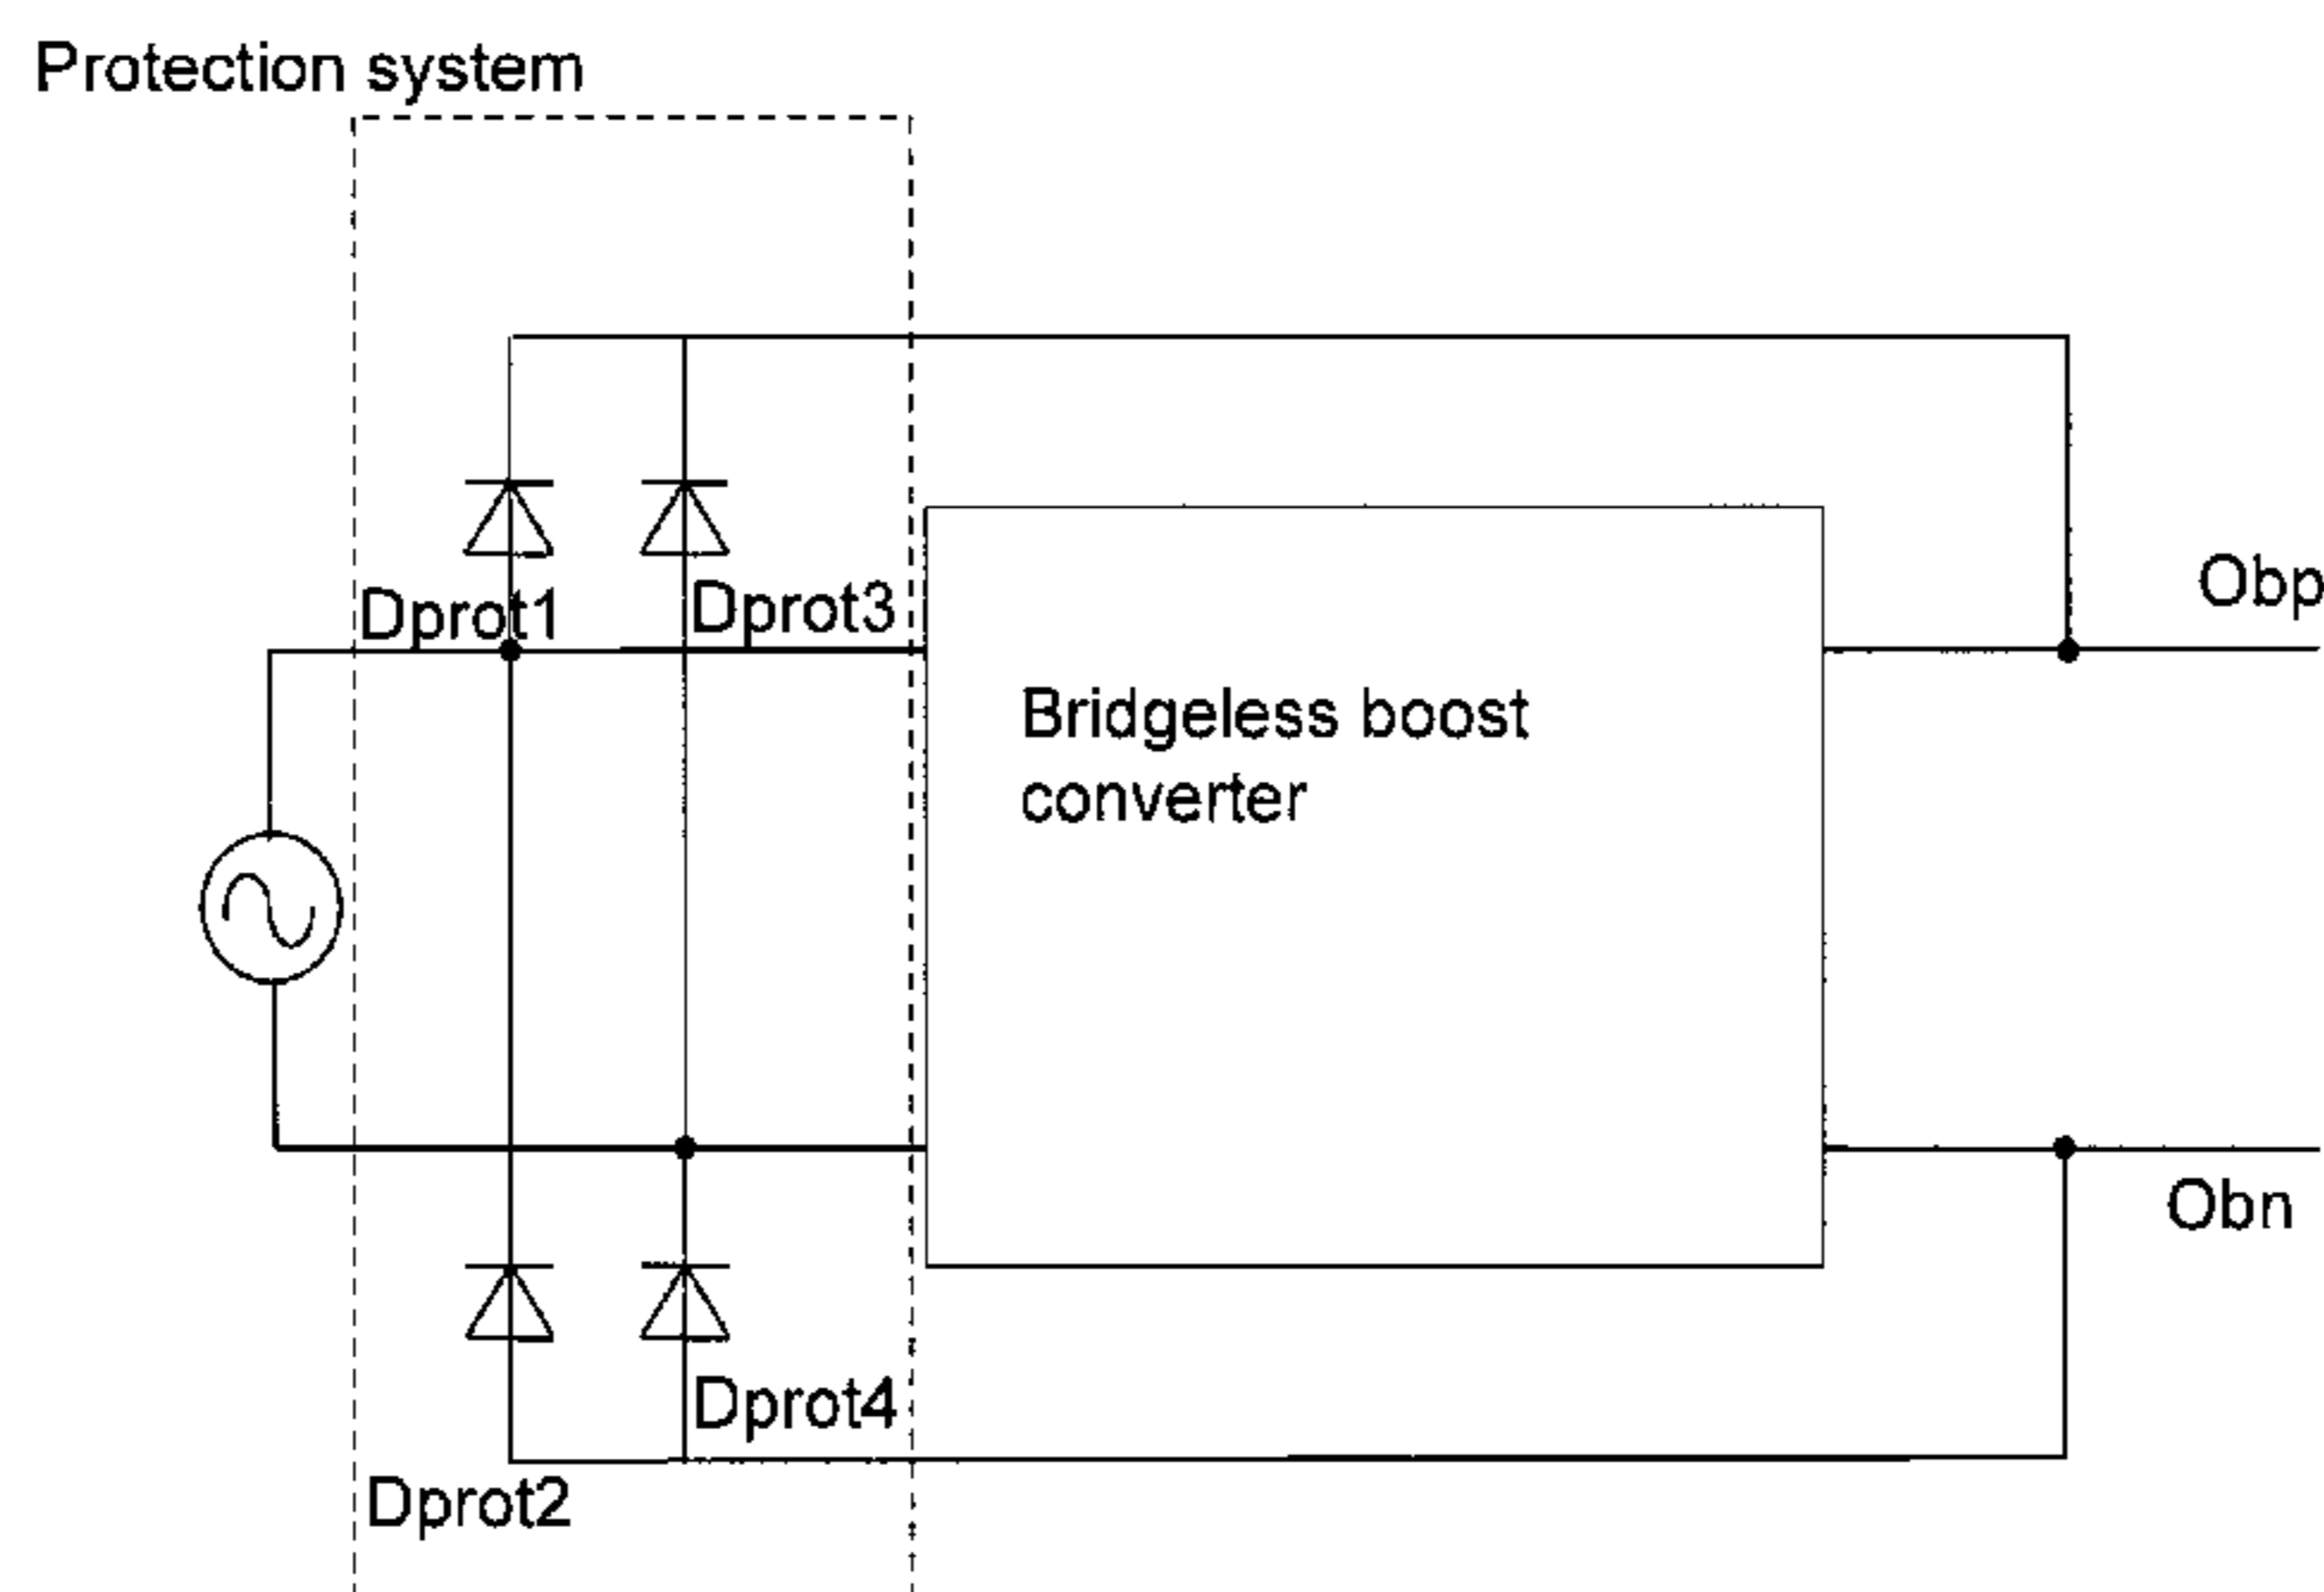 Protection system
Obp
Dprot1
Dprot3
Bridgeless boost
converter
Obn
Dprot4
Dprot2